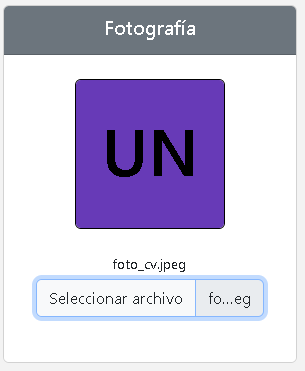 Fotografía
UN
foto_cv.jpeg
Seleccionar archivo fo...eg